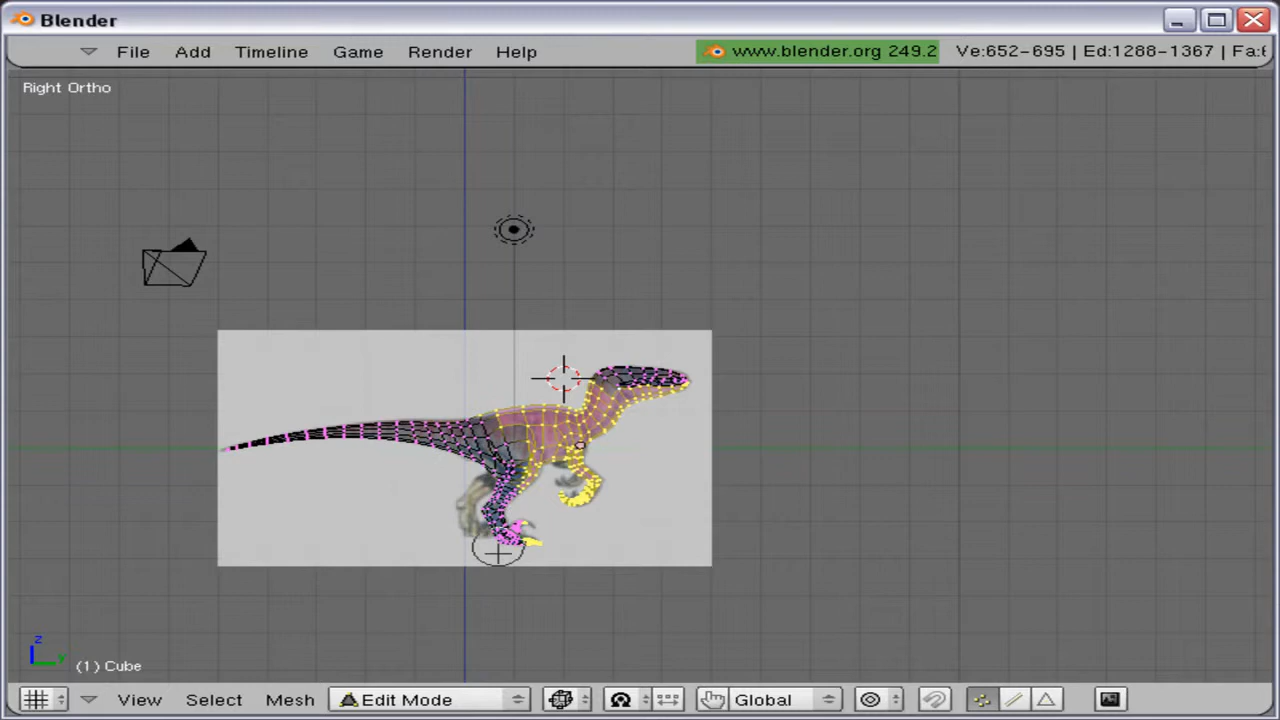 Blender
File Add Timeline Game Render Help www.blender.org 249.2 Ve:652-695 | Ed:1288-1367 | Fa:
Right Ortho
z
y
(1) Cube
View Select Mesh Edit Mode Global